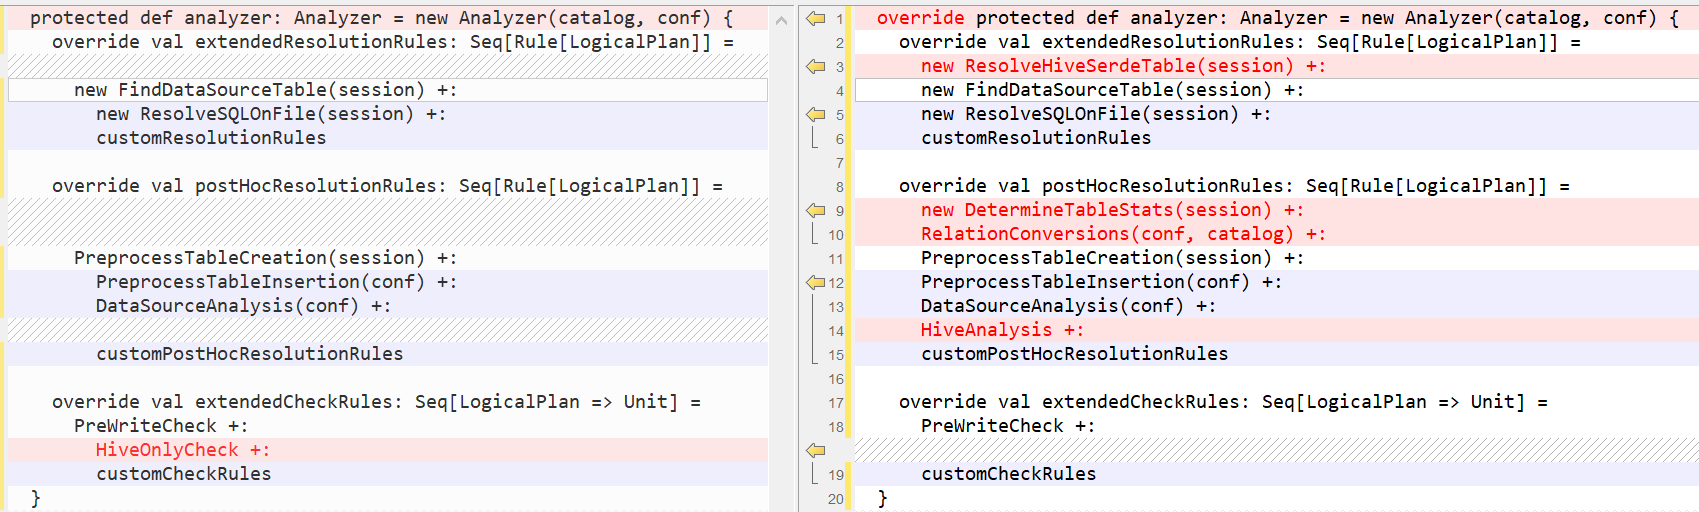 protected def analyzer: Analyzer = new Analyzer(catalog, conf) {
override val extendedResolutionRules: Seq[Rule[LogicalPlan]] =
new FindDataSourceTable(session) +:
new ResolveSQLOnFile(session) +:
customResolutionRules
override val postHocResolutionRules: Seq[Rule[LogicalPlan]] =
PreprocessTableCreation(session) +:
PreprocessTableInsertion(conf) +:
DataSourceAnalysis(conf) +:
customPostHocResolutionRules
override val extendedCheckRules: Seq[LogicalPlan => Unit] =
PreWriteCheck +:
HiveOnlyCheck +:
customCheckRules
}
1 override protected def analyzer: Analyzer = new Analyzer(catalog, conf) {
2 override val extendedResolutionRules: Seq[Rule[LogicalPlan]] =
3 new ResolveHiveSerdeTable(session) +:
4 new FindDataSourceTable(session) +:
5 new ResolveSQLOnFile(session) +:
6 customResolutionRules
7
8 override val postHocResolutionRules: Seq[Rule[LogicalPlan]] =
9 new DetermineTableStats(session) +:
10 RelationConversions(conf, catalog) +:
11 PreprocessTableCreation(session) +:
12 PreprocessTableInsertion(conf) +:
13 DataSourceAnalysis(conf) +:
14 HiveAnalysis +:
15 customPostHocResolutionRules
16
17 override val extendedCheckRules: Seq[LogicalPlan => Unit] =
18 PreWriteCheck +:
19 customCheckRules
20 }